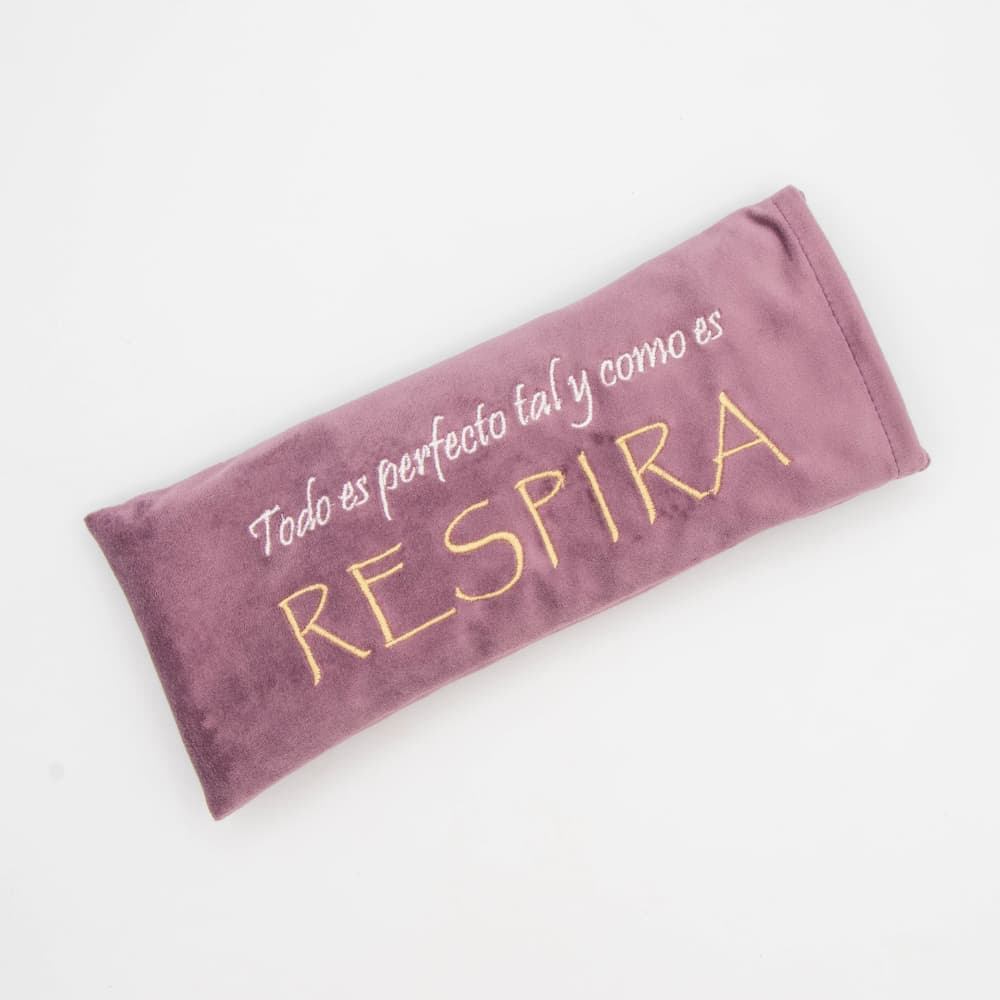 Todo es perfecto tal y como es
RESPIRA